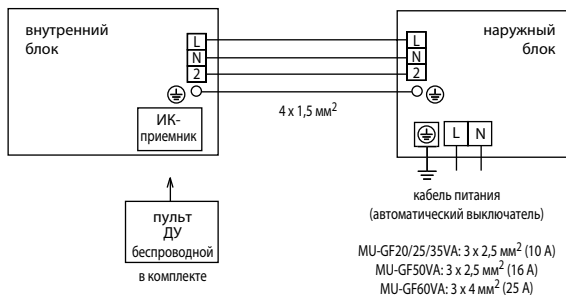 внутренний
блок
L
N
2
ИК-
приемник
4 x 1,5 мм²
L
N
2
наружный
блок
L N
кабель питания
(автоматический выключатель)
пульт
ДУ
беспроводной
в комплекте
MU-GF20/25/35VA: 3 x 2,5 мм² (10 А)
MU-GF50VA: 3 x 2,5 мм² (16 А)
MU-GF60VA: 3 x 4 мм² (25 А)